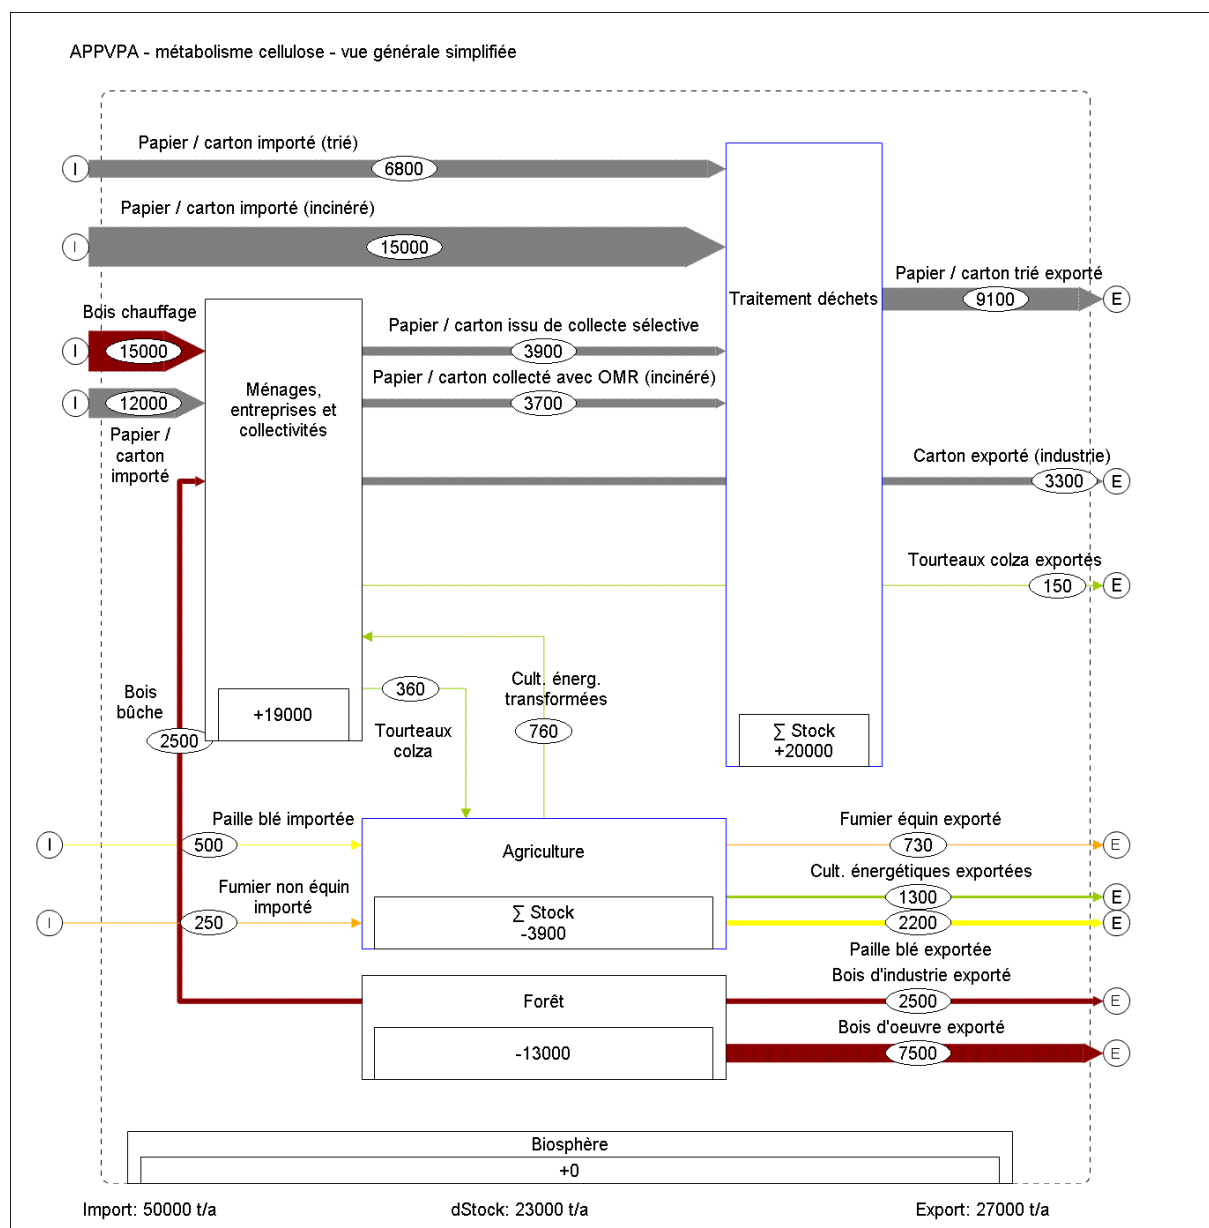 APPVPA - métabolisme cellulose - vue générale simplifiée
Papier / carton importé (trié)
I
6800
Papier / carton importé (incinéré)
I
15000
Traitement déchets
Papier / carton trié exporté
9100
E
Bois chauffage
I
15000
Papier / carton issu de collecte sélective
3900
Ménages,
entreprises et
collectivités
Papier / carton collecté avec OMR (incinéré)
3700
I
12000
Papier /
carton
importé
Carton exporté (industrie)
3300
E
Tourteaux colza exportés
150
E
Bois
bûche
2500
+19000
360
Tourteaux
colza
Cult. énerg.
transformées
760
∑ Stock
+20000
Paille blé importée
I
500
Agriculture
Fumier équin exporté
730
E
Fumier non équin
importé
I
250
∑ Stock
-3900
Cult. énergétiques exportées
1300
E
2200
E
Paille blé exportée
Bois d'industrie exporté
2500
E
Forêt
-13000
Bois d'oeuvre exporté
7500
E
Biosphère
+0
Import: 50000 t/a
dStock: 23000 t/a
Export: 27000 t/a